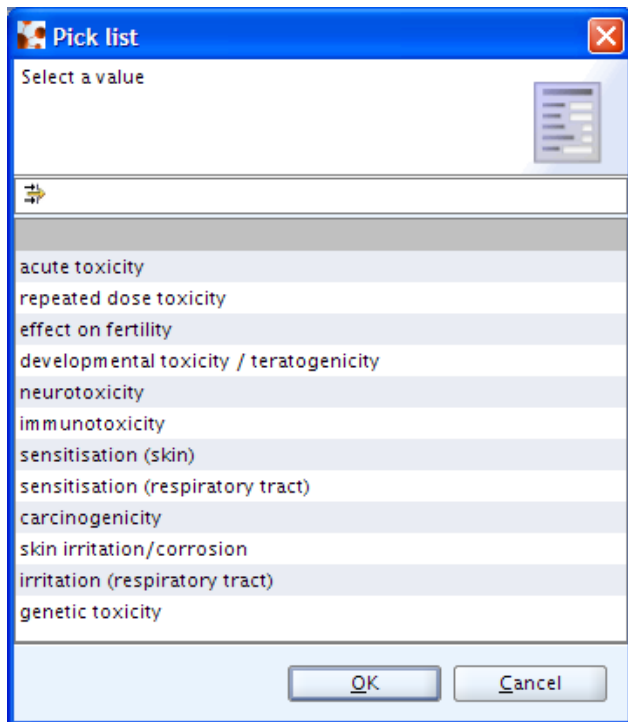 Pick list
Select a value
acute toxicity
repeated dose toxicity
effect on fertility
developmental toxicity / teratogenicity
neurotoxicity
immunotoxicity
sensitisation (skin)
sensitisation (respiratory tract)
carcinogenicity
skin irritation/corrosion
irritation (respiratory tract)
genetic toxicity
OK
Cancel